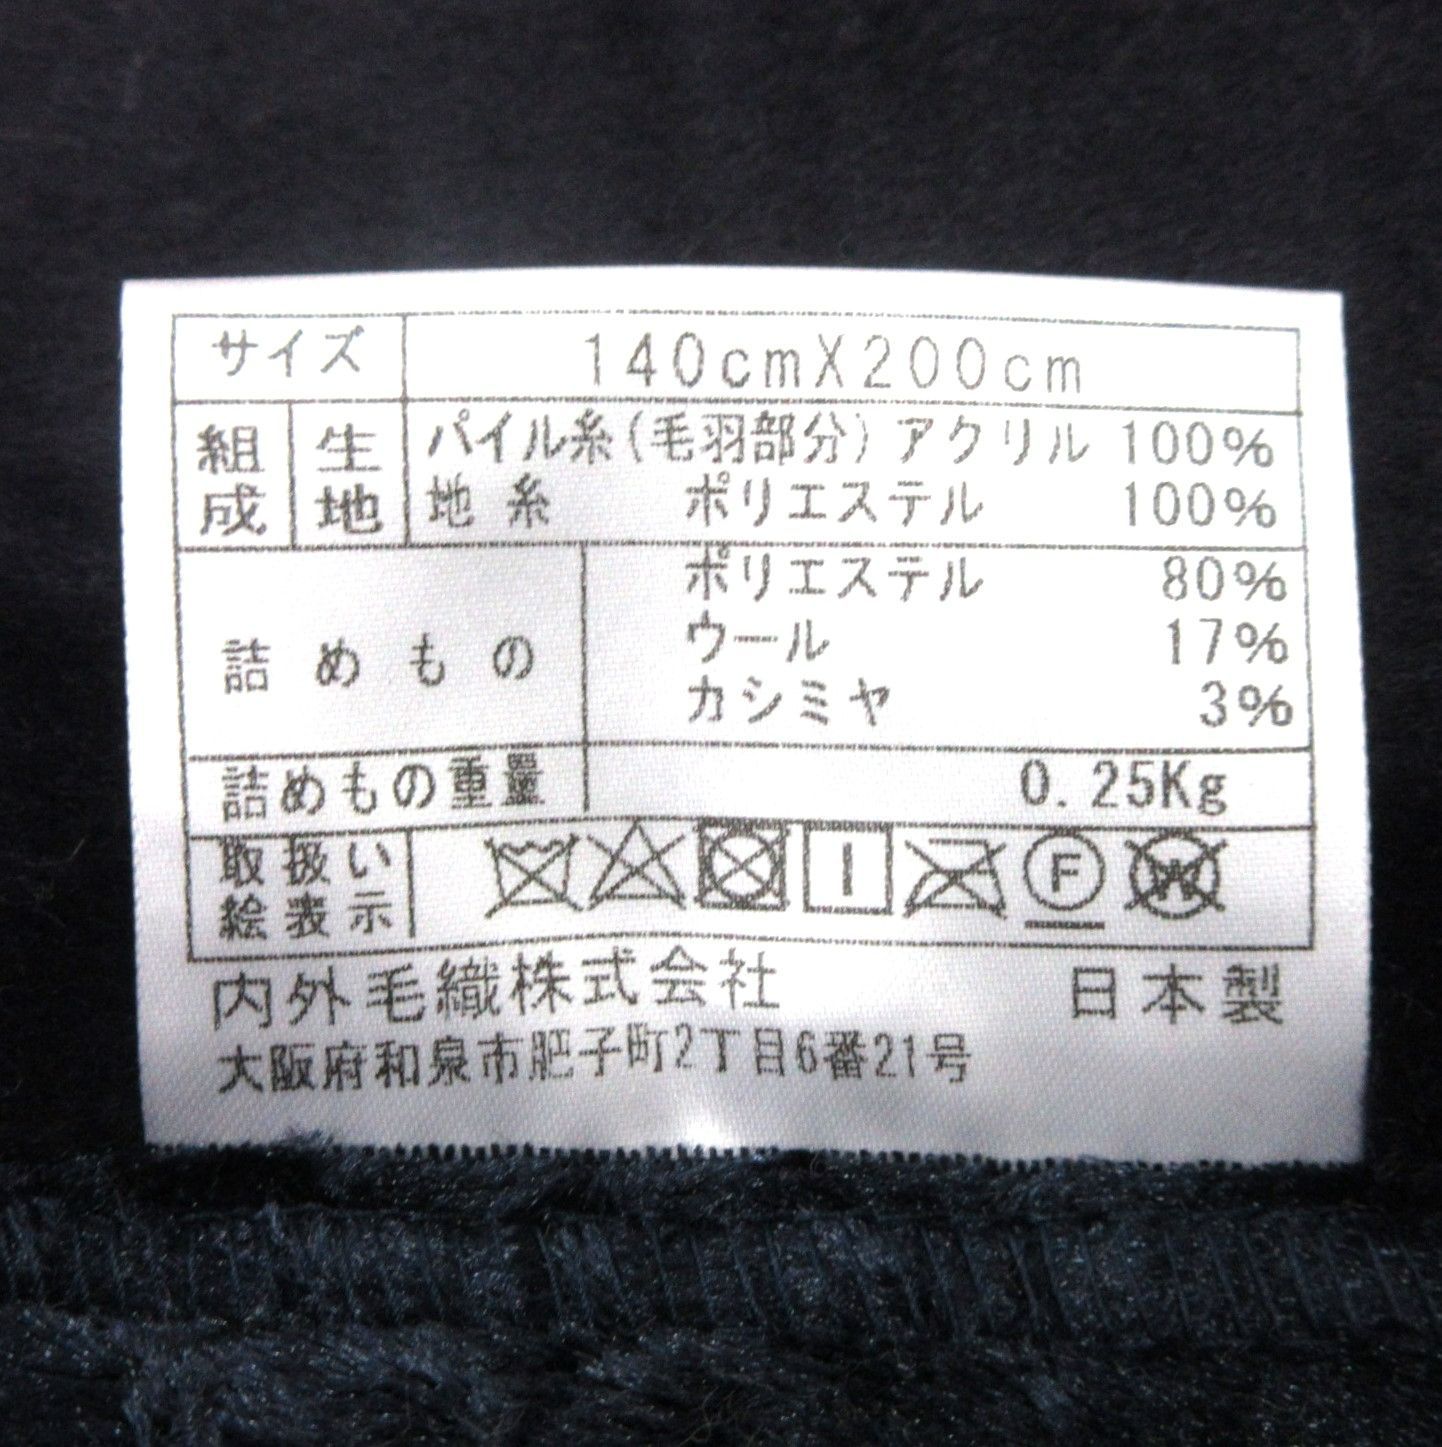 サイズ 140cmX200cm
組成 生地 パイル糸(毛羽部分) アクリル 100%
地糸 ポリエステル 100%
詰めもの ポリエステル 80%
ウール 17%
カシミヤ 3%
詰めもの重量 0.25Kg
取扱い
絵表示
F W
内外毛織株式会社 日本製
大阪府和泉市肥子町2丁目6番21号